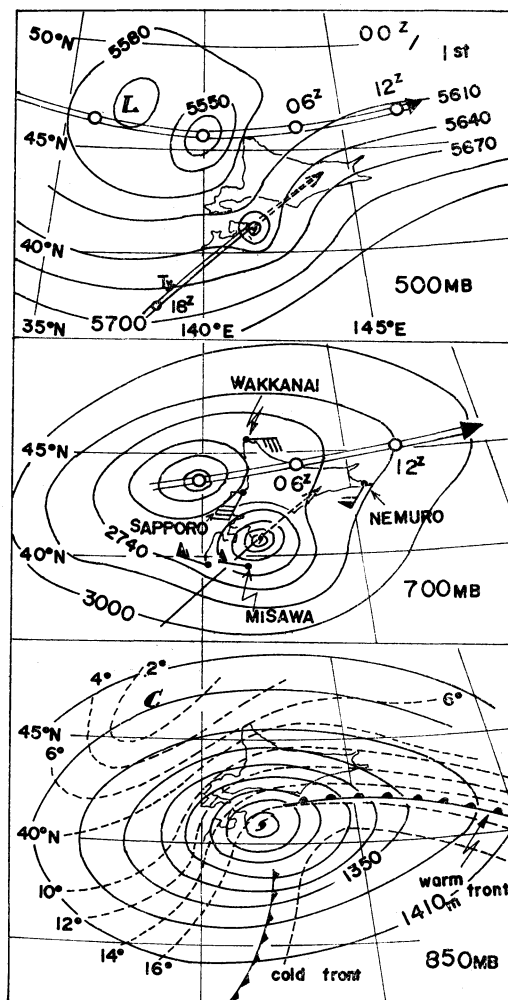 50°N 5580 00Z/ 1st
L 5550 06Z 12Z 5610
45°N 5640
5670
40°N
Ty 18Z 500MB
35°N 5700 140°E 145°E
WAKKANAI
45°N
06Z 12Z
SAPPORO NEMURO
40°N 2740
3000 MISAWA 700MB
4° 2° C 6°
45°N
6°
40°N
10° 1350 warm front
12° 1410m
14° 16° cold front 850MB